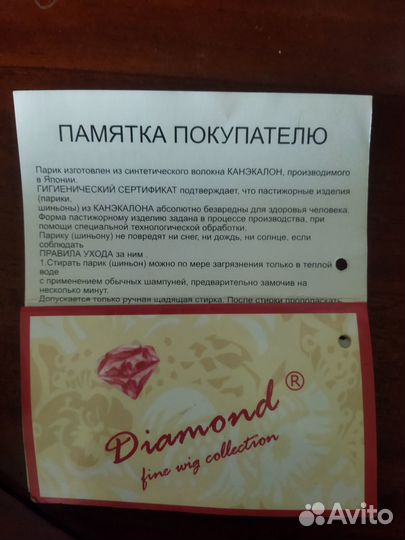 ПАМЯТКА ПОКУПАТЕЛЮ
Парик изготовлен из синтетического волокна КАНЭКАЛОН, производимого
в Японии.
ГИГИЕНИЧЕСКИЙ СЕРТИФИКАТ подтверждает, что пастижорные изделия
(парики,
шиньоны) из КАНЭКАЛОНА абсолютно безвредны для здоровья человека.
Форма пастижорному изделию задана в процессе производства, при
помощи специальной технологической обработки.
Парику (шиньону) не повредят ни снег, ни дождь, ни солнце, если
соблюдать
ПРАВИЛА УХОДА за ним .
1.Стирать парик (шиньон) можно по мере загрязнения только в теплой
воде
с применением обычных шампуней, предварительно замочив на
несколько минут.
Допускается только ручная щадящая стирка. После стирки прополаскать
Diamond ®
fine wig collection
Avito